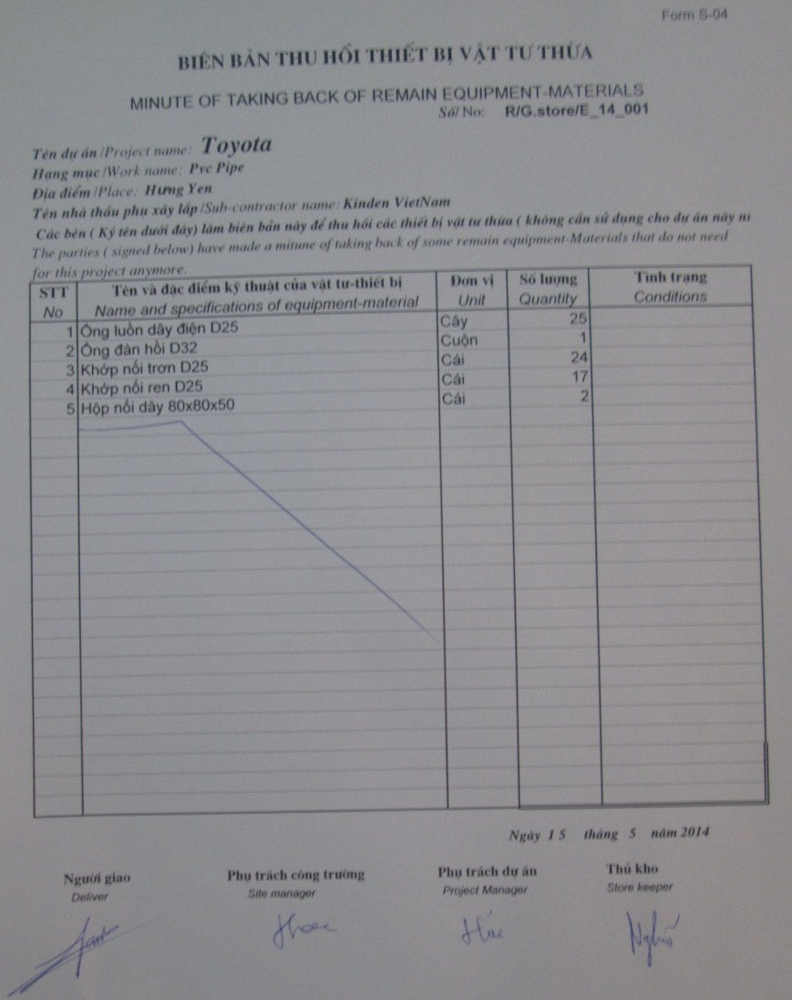 Form S-04
BIÊN BẢN THU HỒI THIẾT BỊ VẬT TƯ THỪA
MINUTE OF TAKING BACK OF REMAIN EQUIPMENT-MATERIALS
Số/ No: R/G.store/E_14_001
Tên dự án /Project name: Toyota
Hạng mục /Work name: Pvc Pipe
Địa điểm /Place: Hưng Yen
Tên nhà thầu phụ xây lắp /Sub-contractor name: Kinden VietNam
Các bên ( Ký tên dưới đây) làm biên bản này để thu hồi các thiết bị vật tư thừa ( không cần sử dụng cho dự án này nữ
The parties ( signed below) have made a mitune of taking back of some remain equipment-Materials that do not need
for this project anymore.
STT Tên và đặc điểm kỹ thuật của vật tư-thiết bị Đơn vị Số lượng Tình trạng
No Name and specifications of equipment-material Unit Quantity Conditions
1 Ống luồn dây điện D25 Cây 25
2 Ống đàn hồi D32 Cuộn 1
3 Khớp nối trơn D25 Cái 24
4 Khớp nối ren D25 Cái 17
5 Hộp nối dây 80x80x50 Cái 2
Ngày 15 tháng 5 năm 2014
Người giao Phụ trách công trường Phụ trách dự án Thủ kho
Deliver Site manager Project Manager Store keeper